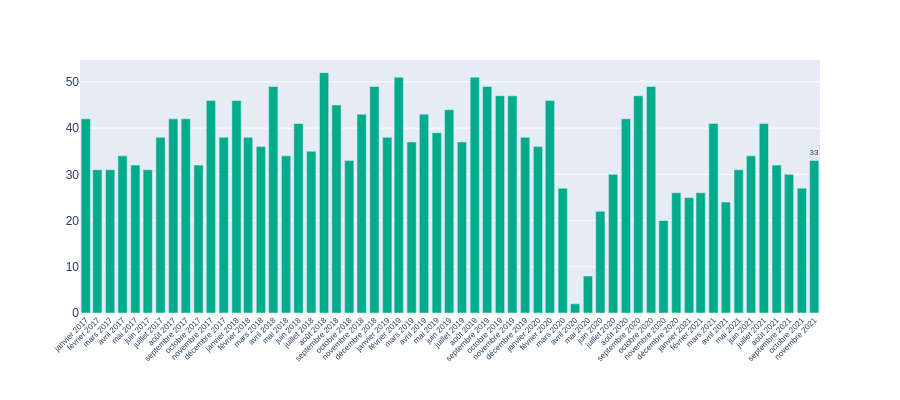 50
40
30
20
10
0
33
janvier 2017
février 2017
mars 2017
avril 2017
mai 2017
juin 2017
juillet 2017
août 2017
septembre 2017
octobre 2017
novembre 2017
décembre 2017
janvier 2018
février 2018
mars 2018
avril 2018
mai 2018
juin 2018
juillet 2018
août 2018
septembre 2018
octobre 2018
novembre 2018
décembre 2018
janvier 2019
février 2019
mars 2019
avril 2019
mai 2019
juin 2019
juillet 2019
août 2019
septembre 2019
octobre 2019
novembre 2019
décembre 2019
janvier 2020
février 2020
mars 2020
avril 2020
mai 2020
juin 2020
juillet 2020
août 2020
septembre 2020
octobre 2020
novembre 2020
décembre 2020
janvier 2021
février 2021
mars 2021
avril 2021
mai 2021
juin 2021
juillet 2021
août 2021
septembre 2021
octobre 2021
novembre 2021